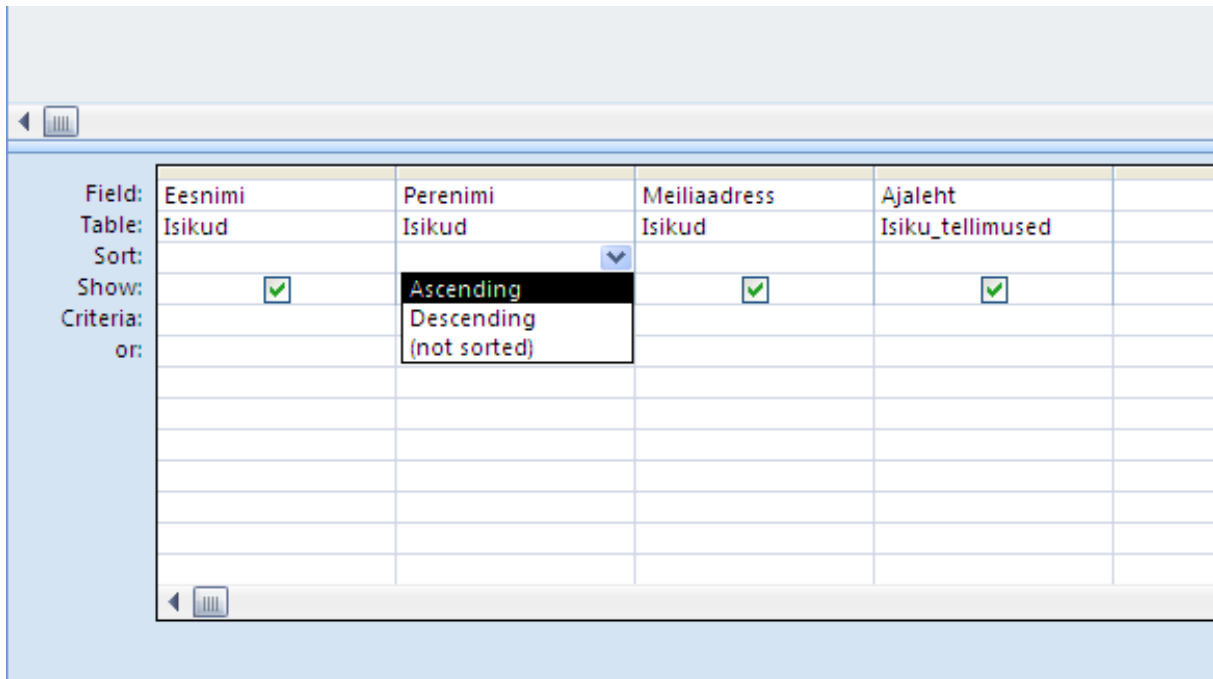 Field: Eesnimi Perenimi Meiliaadress Ajaleht
Table: Isikud Isikud Isikud Isiku_tellimused
Sort:
Show: Ascending
Descending
Criteria:
(not sorted)
or: